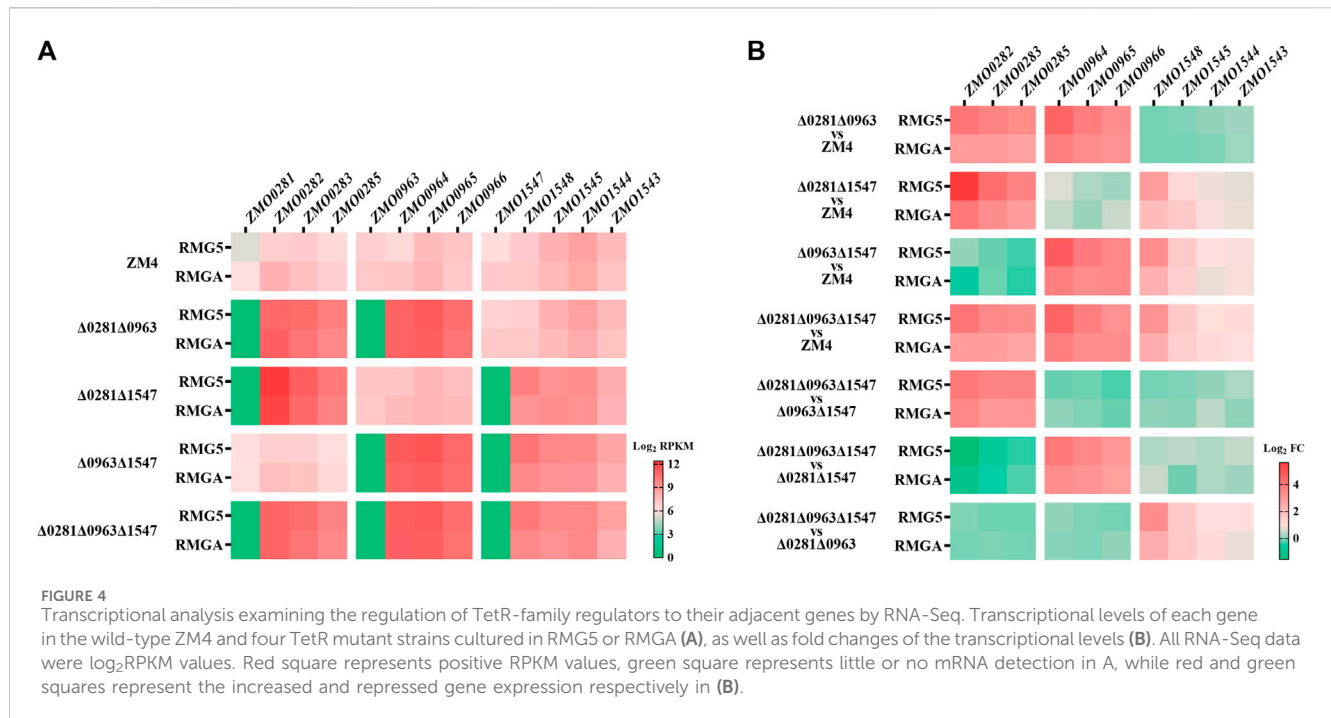 A
B
ZMO0281
ZMO0282
ZMO0283
ZMO0285
ZMO0963
ZMO0964
ZMO0965
ZMO0966
ZMO1547
ZMO1548
ZMO1545
ZMO1544
ZMO1543
ZM4
RMG5
RMGA
Δ0281Δ0963
RMG5
RMGA
Δ0281Δ1547
RMG5
RMGA
Δ0963Δ1547
RMG5
RMGA
Δ0281Δ0963Δ1547
RMG5
RMGA
Log₂ RPKM
12
9
6
3
0
ZMO0282
ZMO0283
ZMO0285
ZMO0964
ZMO0965
ZMO0966
ZMO1548
ZMO1545
ZMO1544
ZMO1543
Δ0281Δ0963
vs
ZM4
RMG5
RMGA
Δ0281Δ1547
vs
ZM4
RMG5
RMGA
Δ0963Δ1547
vs
ZM4
RMG5
RMGA
Δ0281Δ0963Δ1547
vs
ZM4
RMG5
RMGA
Δ0281Δ0963Δ1547
vs
Δ0963Δ1547
RMG5
RMGA
Δ0281Δ0963Δ1547
vs
Δ0281Δ1547
RMG5
RMGA
Δ0281Δ0963Δ1547
vs
Δ0281Δ0963
RMG5
RMGA
Log₂ FC
4
2
0
FIGURE 4
Transcriptional analysis examining the regulation of TetR-family regulators to their adjacent genes by RNA-Seq. Transcriptional levels of each gene
in the wild-type ZM4 and four TetR mutant strains cultured in RMG5 or RMGA (A), as well as fold changes of the transcriptional levels (B). All RNA-Seq data
were log₂RPKM values. Red square represents positive RPKM values, green square represents little or no mRNA detection in A, while red and green
squares represent the increased and repressed gene expression respectively in (B).